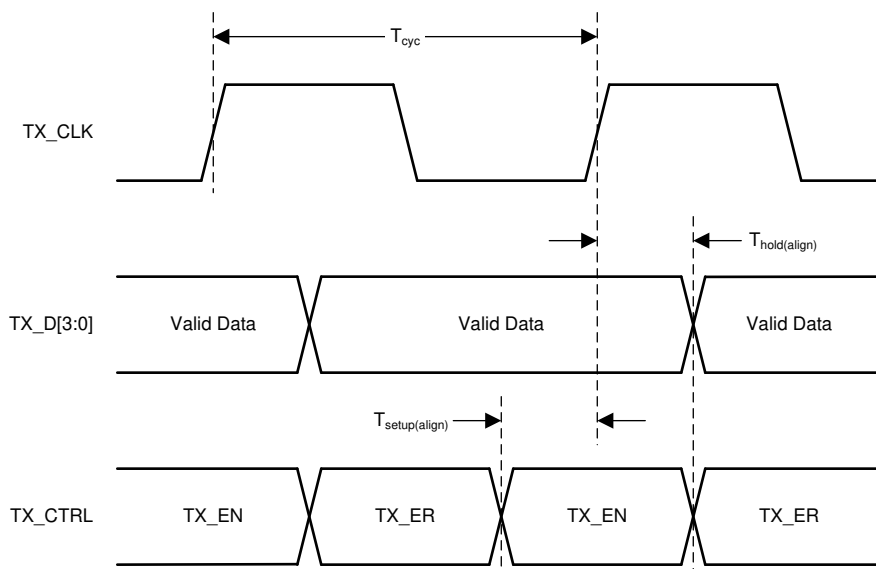 Tcyc
TX_CLK
Thold(align)
TX_D[3:0]
Valid Data
Valid Data
Valid Data
Tsetup(align)
TX_CTRL
TX_EN
TX_ER
TX_EN
TX_ER